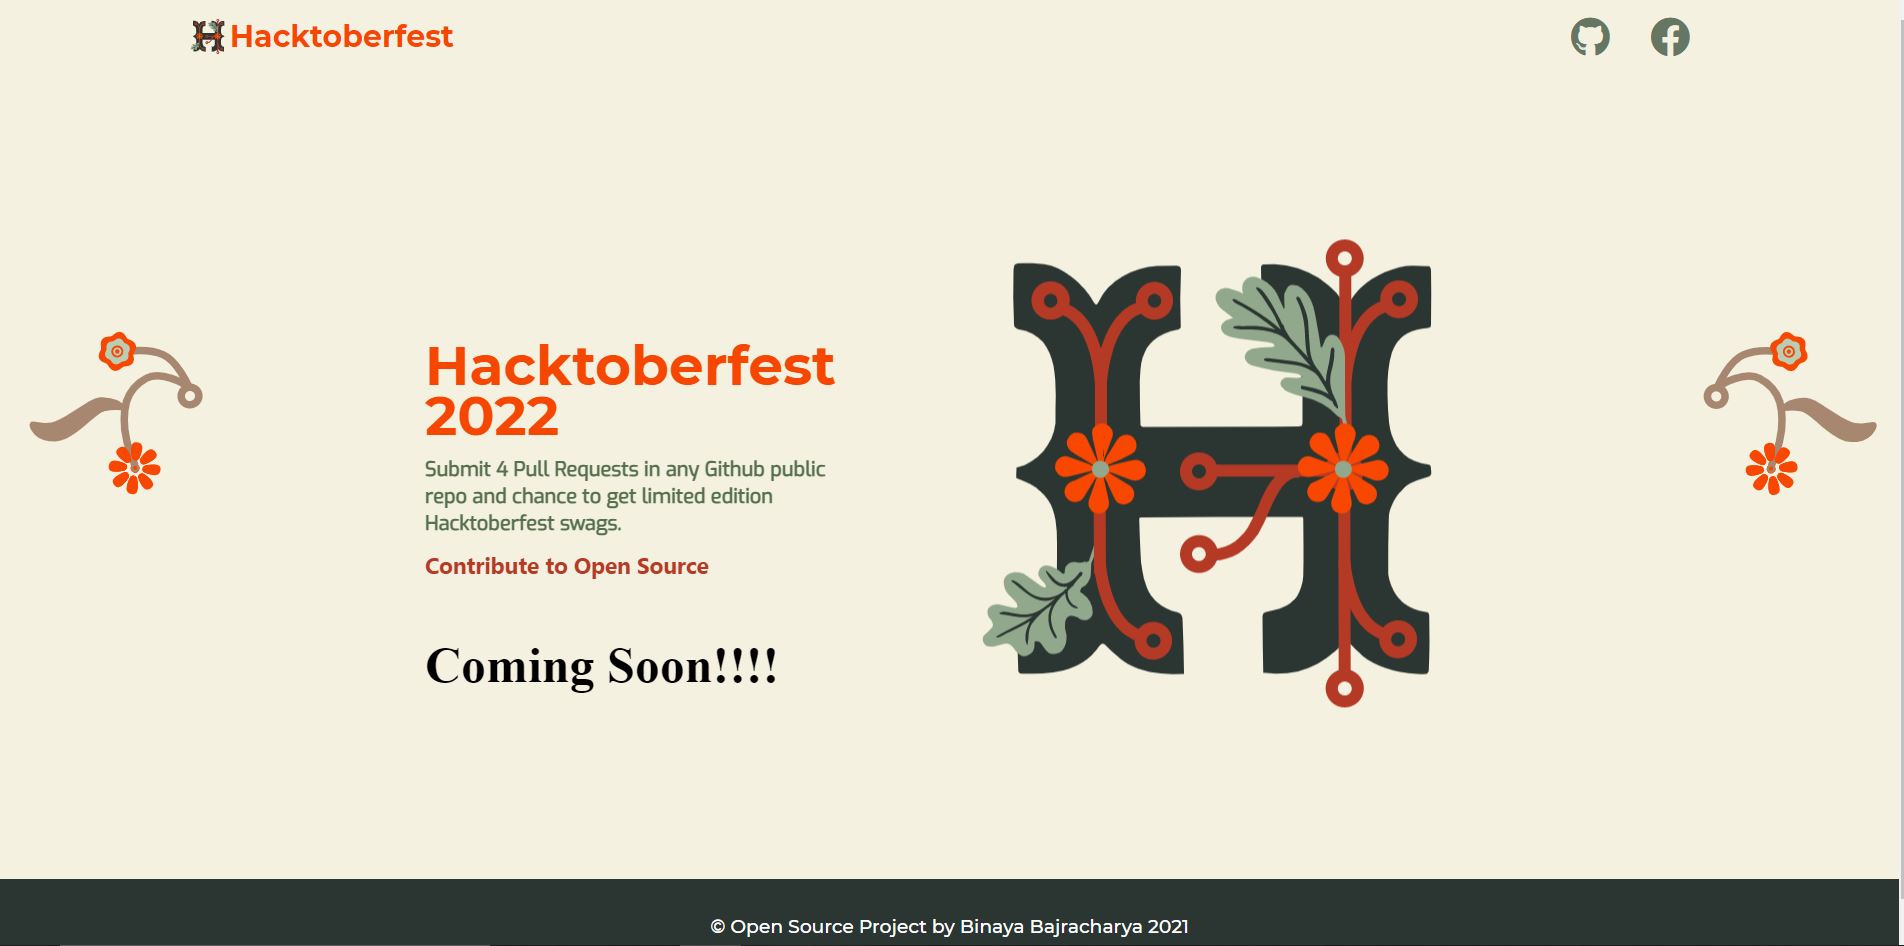 Hacktoberfest
Hacktoberfest
2022
Submit 4 Pull Requests in any Github public
repo and chance to get limited edition
Hacktoberfest swags.
Contribute to Open Source
Coming Soon!!!!
© Open Source Project by Binaya Bajracharya 2021